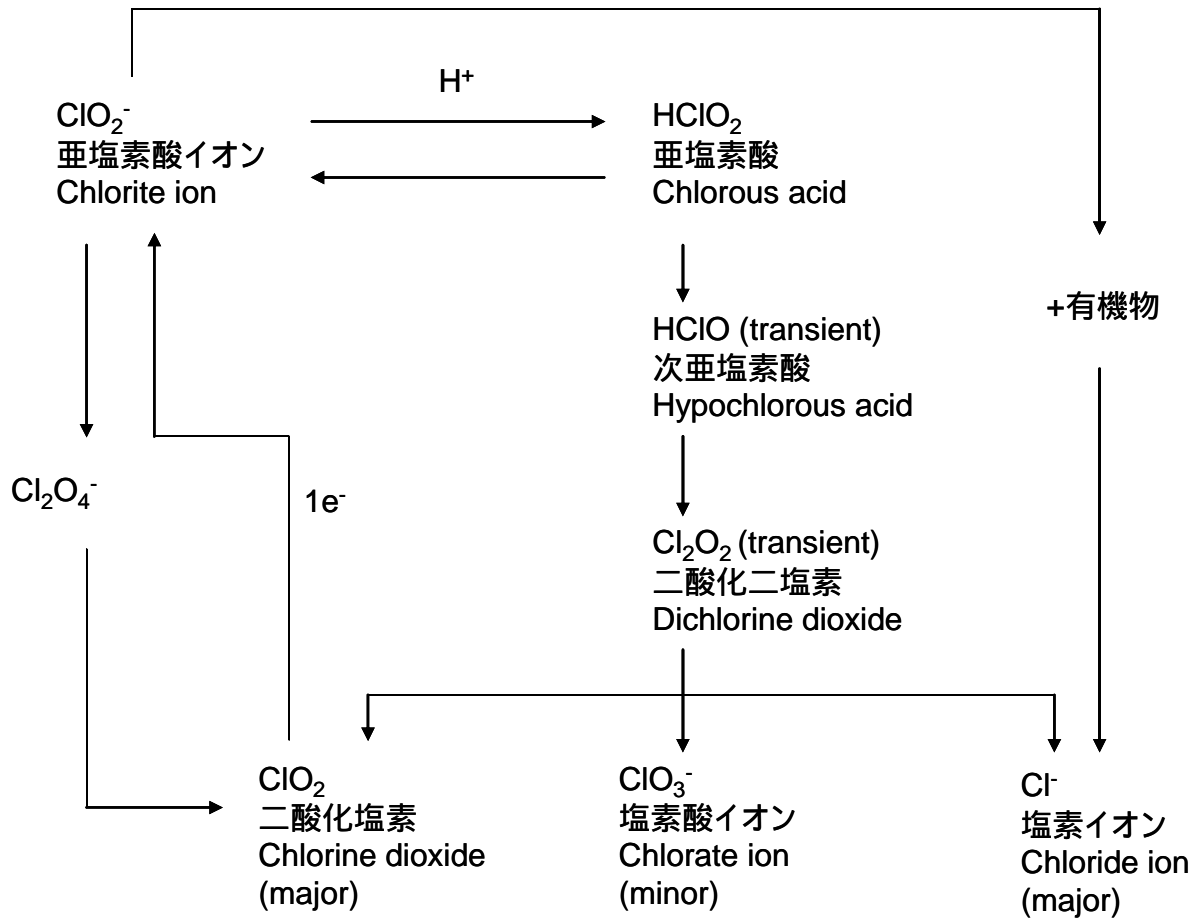 H⁺
ClO₂⁻
亜塩素酸イオン
Chlorite ion
HClO₂
亜塩素酸
Chlorous acid
+有機物
HClO (transient)
次亜塩素酸
Hypochlorous acid
Cl₂O₄⁻
1e⁻
Cl₂O₂ (transient)
二酸化二塩素
Dichlorine dioxide
ClO₂
二酸化塩素
Chlorine dioxide
(major)
ClO₃⁻
塩素酸イオン
Chlorate ion
(minor)
Cl⁻
塩素イオン
Chloride ion
(major)